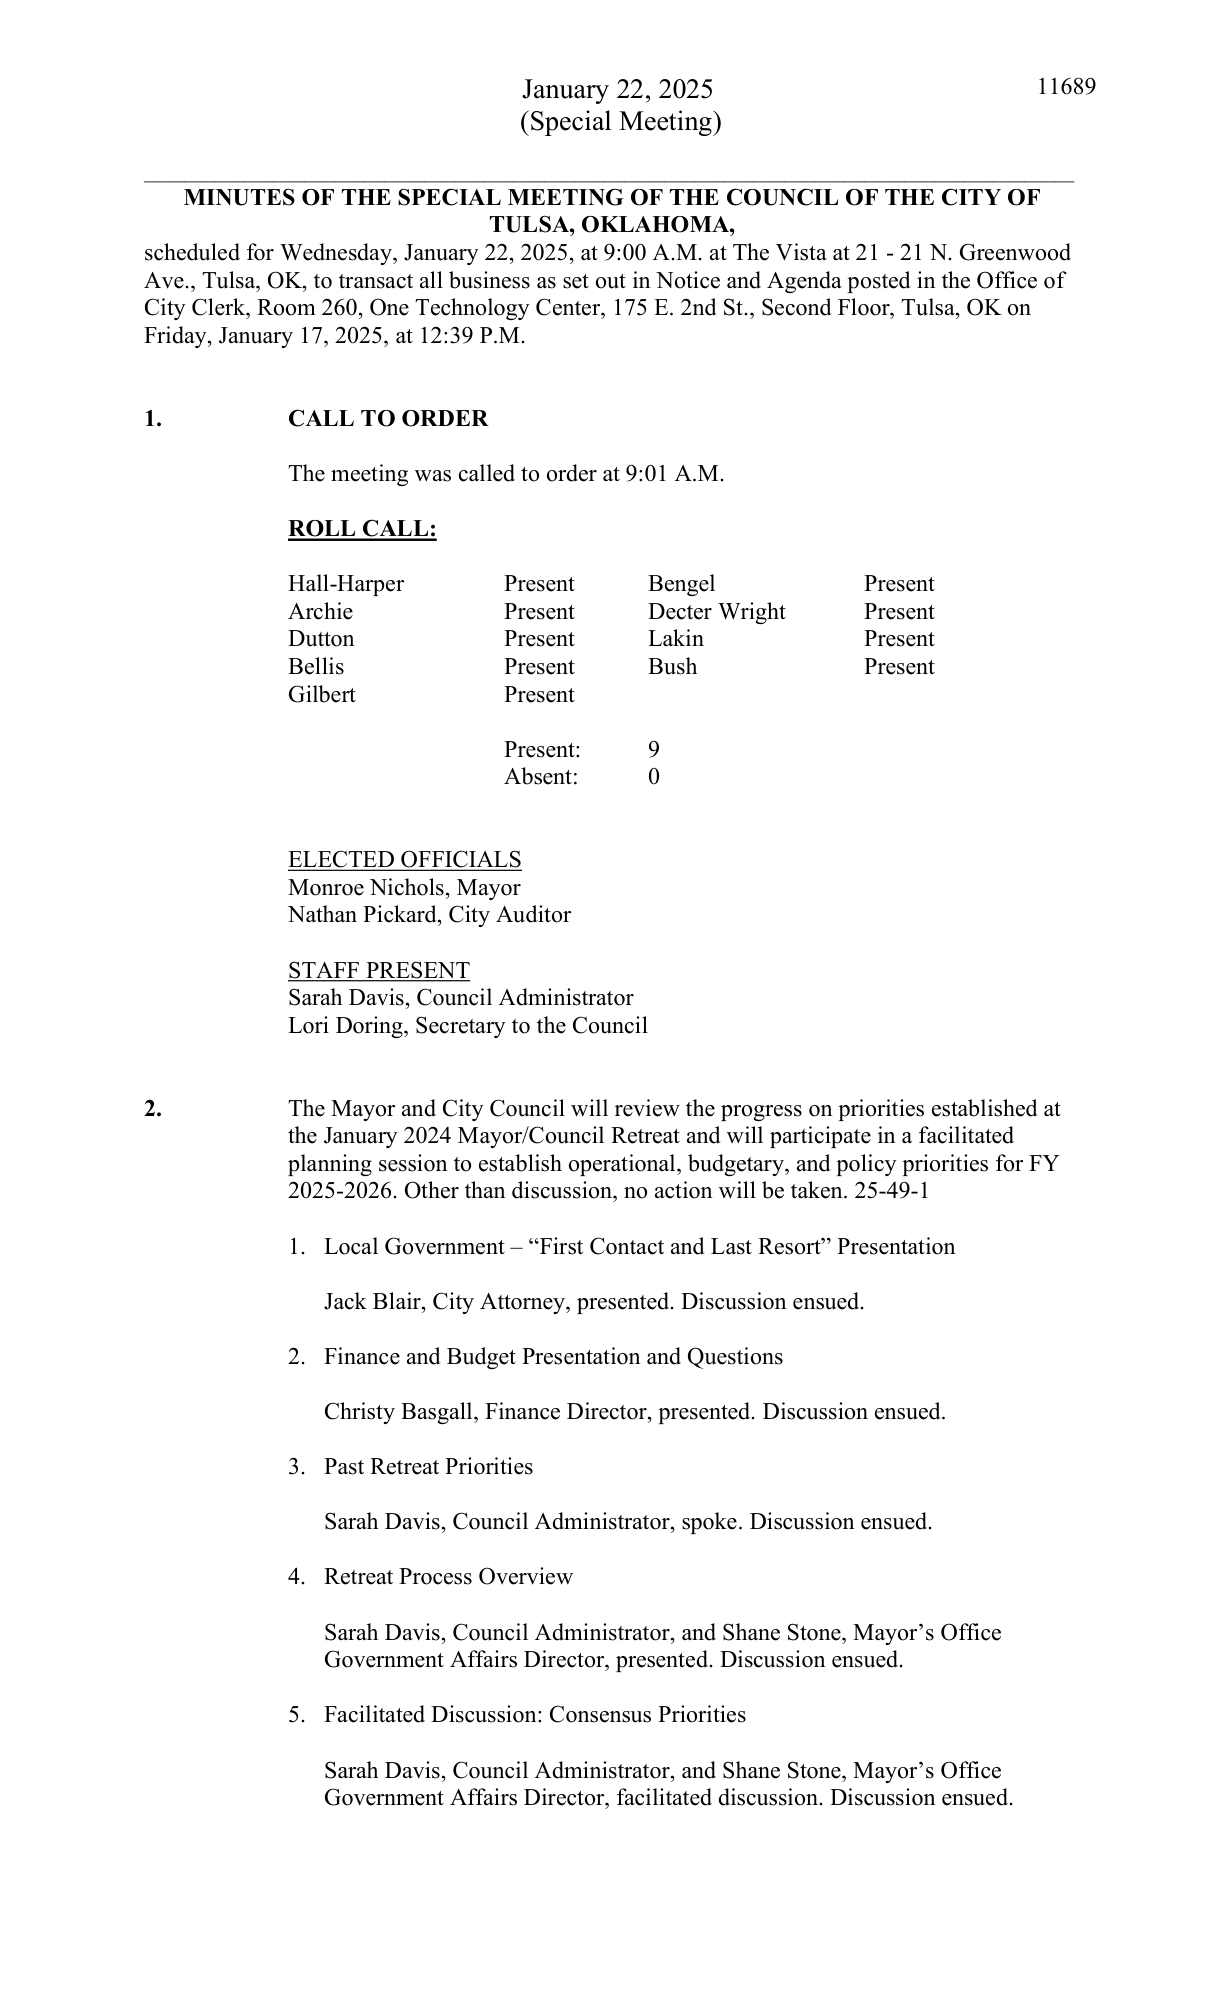 January 22, 2025
11689
(Special Meeting)
MINUTES OF THE SPECIAL MEETING OF THE COUNCIL OF THE CITY OF
TULSA, OKLAHOMA,
scheduled for Wednesday, January 22, 2025, at 9:00 A.M. at The Vista at 21 - 21 N. Greenwood
Ave., Tulsa, OK, to transact all business as set out in Notice and Agenda posted in the Office of
City Clerk, Room 260, One Technology Center, 175 E. 2nd St., Second Floor, Tulsa, OK on
Friday, January 17, 2025, at 12:39 P.M.
1. CALL TO ORDER
The meeting was called to order at 9:01 A.M.
ROLL CALL:
Hall-Harper Present Bengel Present
Archie Present Decter Wright Present
Dutton Present Lakin Present
Bellis Present Bush Present
Gilbert Present
Present: 9
Absent: 0
ELECTED OFFICIALS
Monroe Nichols, Mayor
Nathan Pickard, City Auditor
STAFF PRESENT
Sarah Davis, Council Administrator
Lori Doring, Secretary to the Council
2. The Mayor and City Council will review the progress on priorities established at
the January 2024 Mayor/Council Retreat and will participate in a facilitated
planning session to establish operational, budgetary, and policy priorities for FY
2025-2026. Other than discussion, no action will be taken. 25-49-1
1. Local Government – “First Contact and Last Resort” Presentation
Jack Blair, City Attorney, presented. Discussion ensued.
2. Finance and Budget Presentation and Questions
Christy Basgall, Finance Director, presented. Discussion ensued.
3. Past Retreat Priorities
Sarah Davis, Council Administrator, spoke. Discussion ensued.
4. Retreat Process Overview
Sarah Davis, Council Administrator, and Shane Stone, Mayor’s Office
Government Affairs Director, presented. Discussion ensued.
5. Facilitated Discussion: Consensus Priorities
Sarah Davis, Council Administrator, and Shane Stone, Mayor’s Office
Government Affairs Director, facilitated discussion. Discussion ensued.